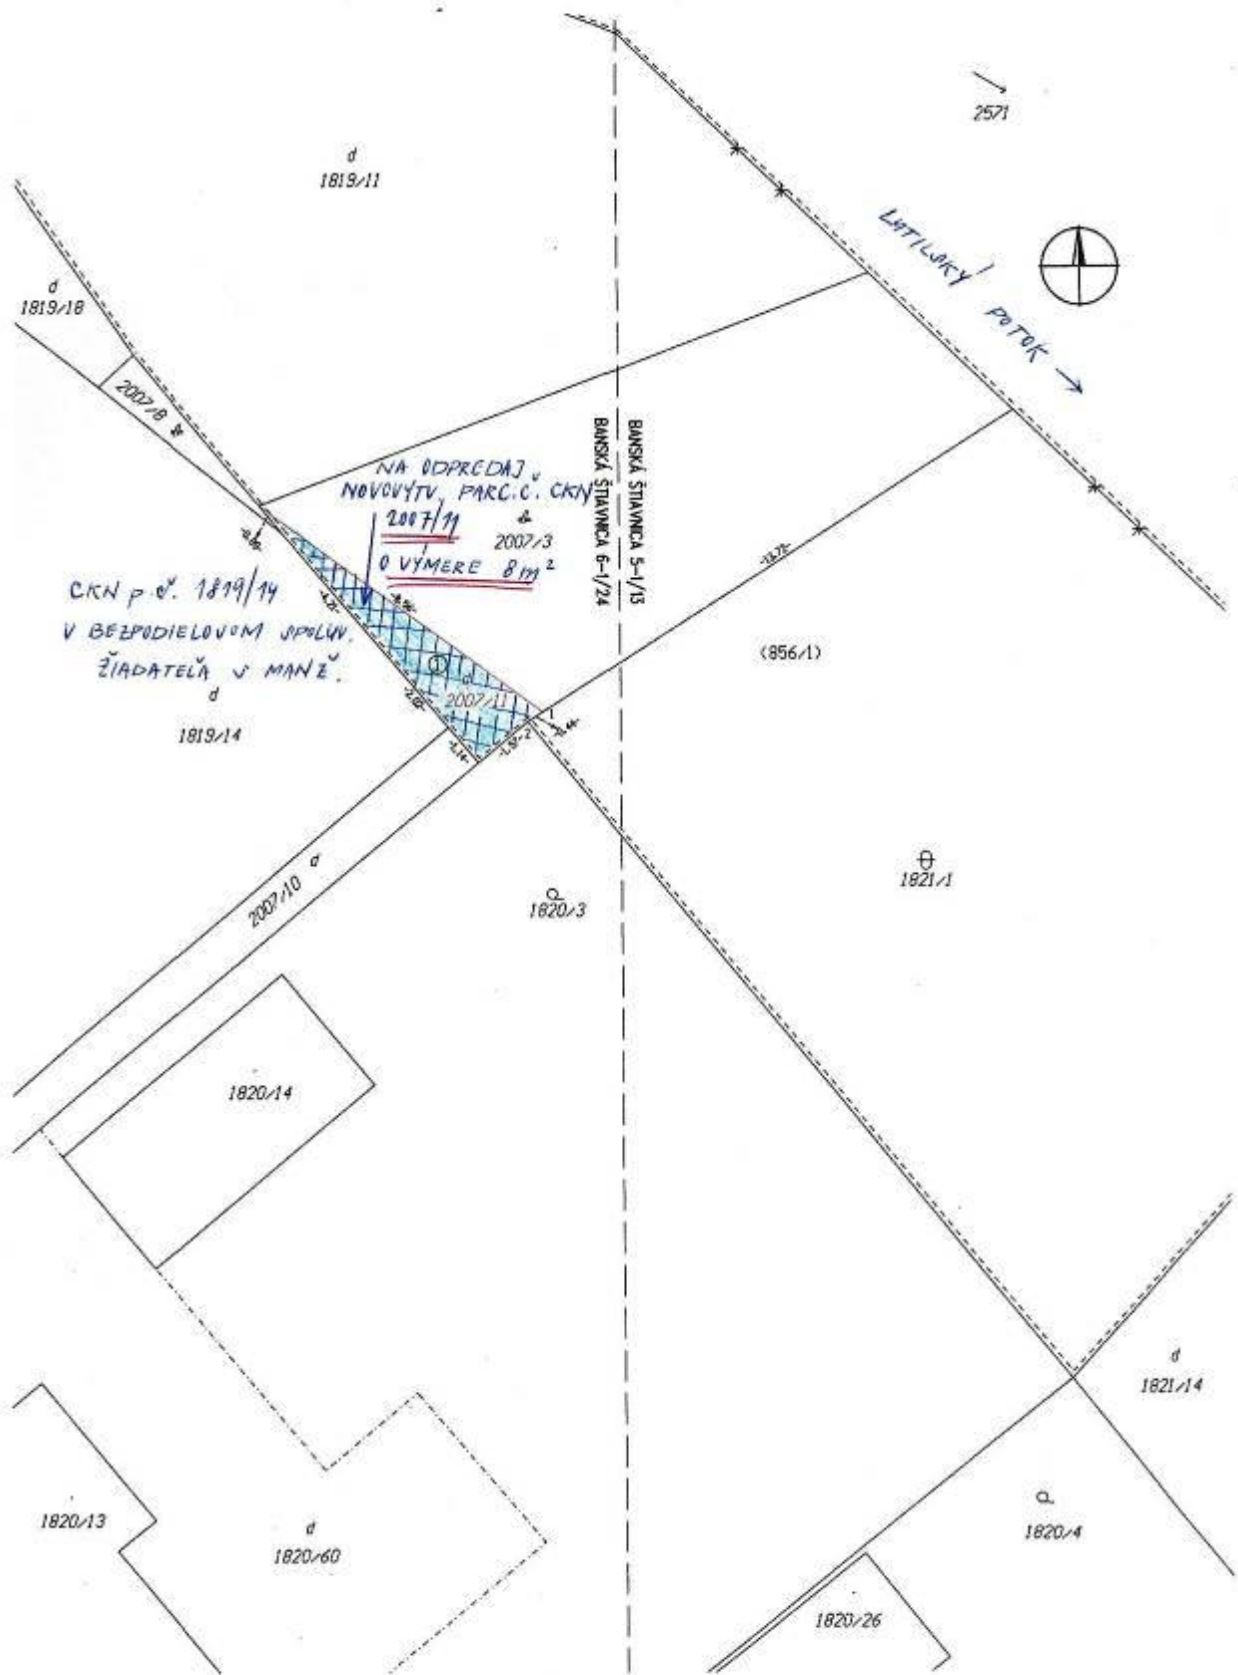 2571
d
1819/11
LINTILSKÝ
POTOK →
d
1819/18
2007/8
BANSKÁ ŠTIAVNICA 6-1/24
BANSKÁ ŠTIAVNICA 5-1/13
NA ODPREDAJ
NOVOVYTV. PARC.Č. CKN
2007/11
2007/3
O VÝMERE 8m²
CKN p.č. 1819/14
V BEZPODIELOVOM SPOLUV.
ŽIADATEĽA S MANŽ.
d
1819/14
1
d
2007/11
(856/1)
2007/10 d
1820/3
1821/1
1820/14
d
1821/14
1820/13
d
1820/60
1820/4
1820/26